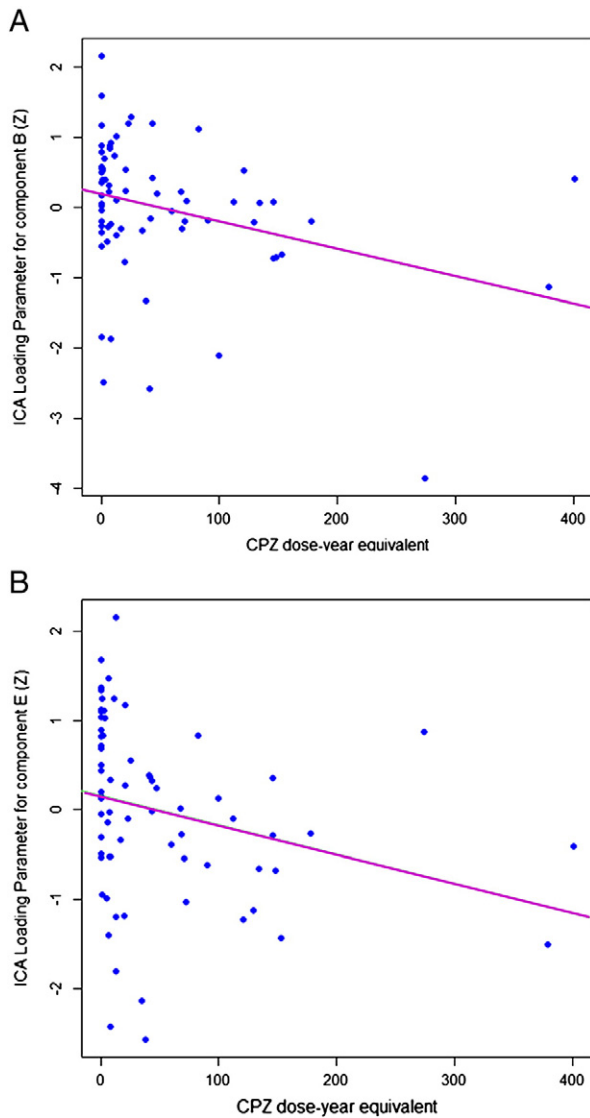 A
ICA Loading Parameter for component B (Z)
2
1
0
-1
-2
-3
-4
0 100 200 300 400
CPZ dose-year equivalent
B
ICA Loading Parameter for component E (Z)
2
1
0
-1
-2
0 100 200 300 400
CPZ dose-year equivalent